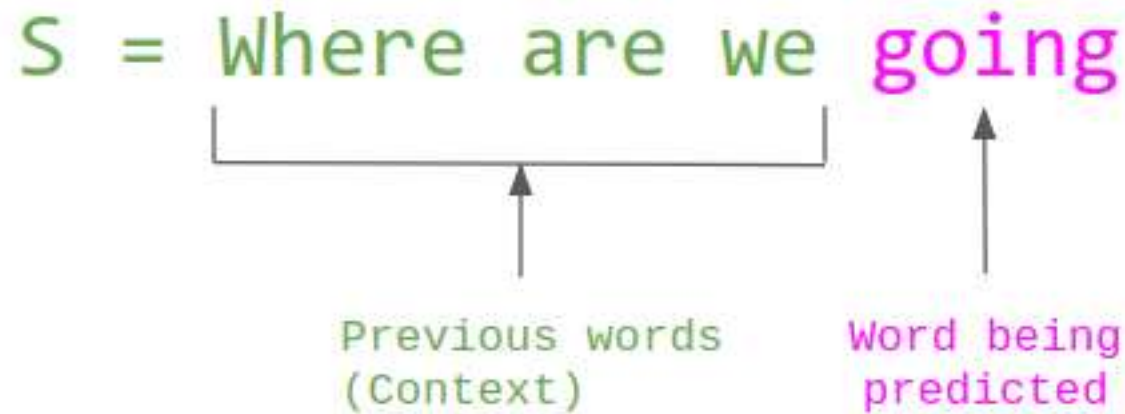 S = Where are we going
Previous words
(Context)
Word being
predicted